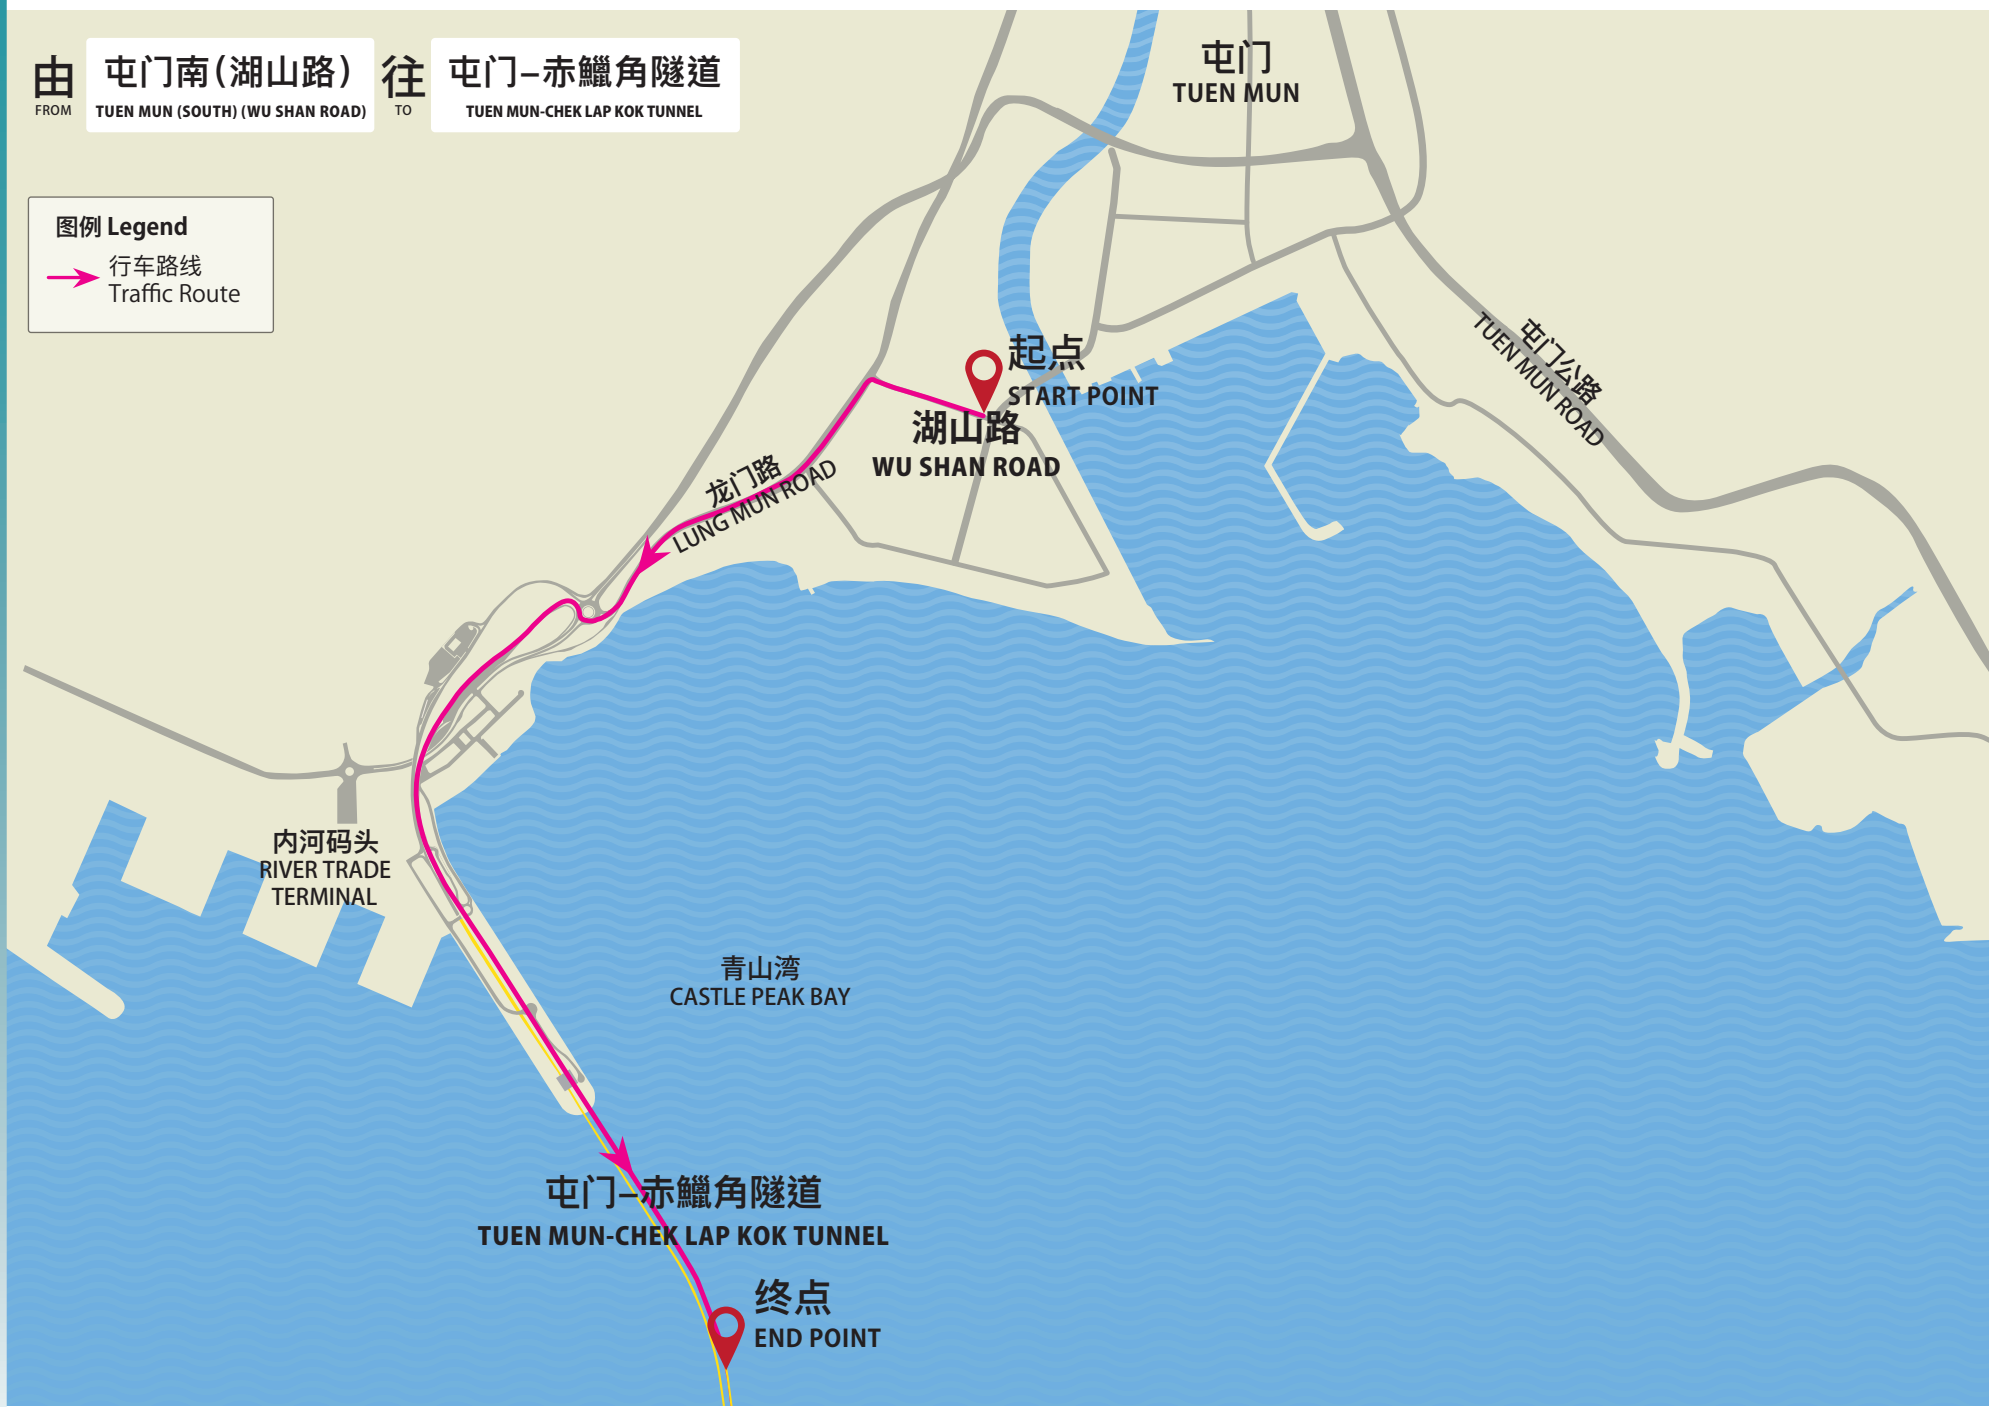 由
FROM
屯门南(湖山路)
TUEN MUN (SOUTH) (WU SHAN ROAD)
往
TO
屯门–赤鱲角隧道
TUEN MUN-CHEK LAP KOK TUNNEL
屯门
TUEN MUN
图例 Legend
行车路线
Traffic Route
起点
START POINT
湖山路
WU SHAN ROAD
屯门公路
TUEN MUN ROAD
龙门路
LUNG MUN ROAD
内河码头
RIVER TRADE
TERMINAL
青山湾
CASTLE PEAK BAY
屯门–赤鱲角隧道
TUEN MUN-CHEK LAP KOK TUNNEL
终点
END POINT